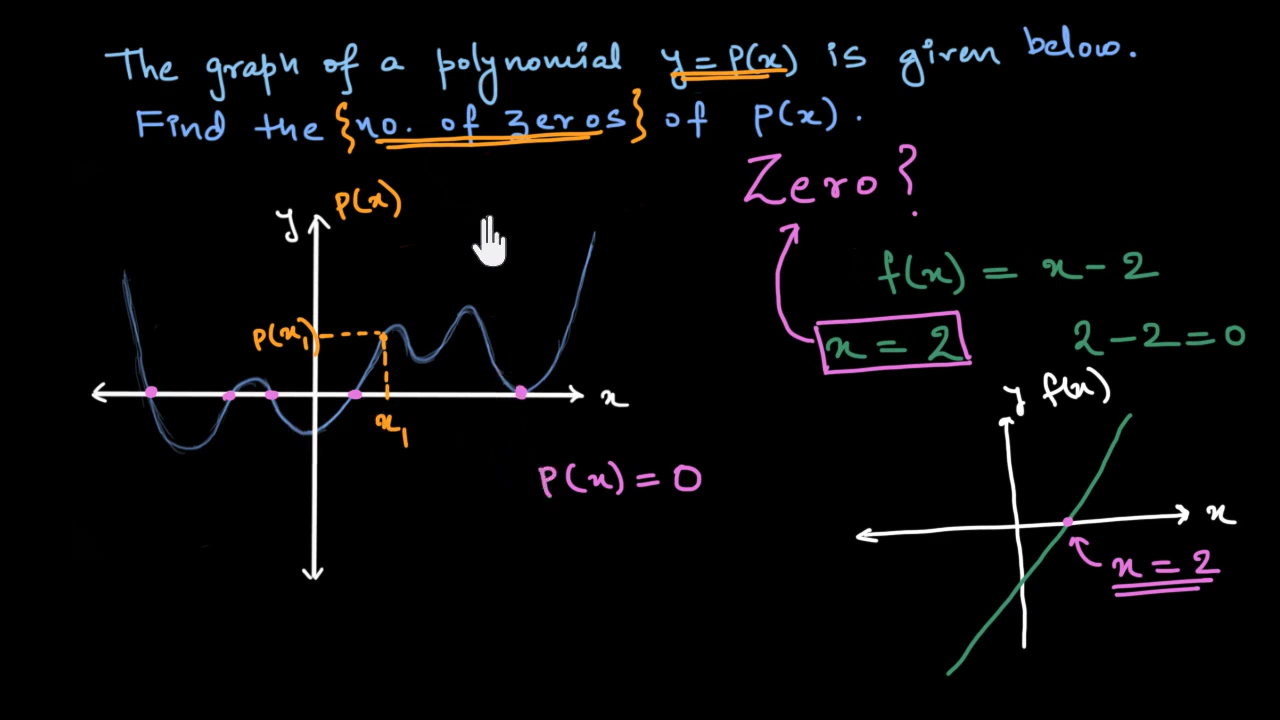 The graph of a polynomial y = P(x) is given below.
Find the {no. of zeros} of P(x).
Zero?
y P(x)
f(x) = x - 2
P(x₁)
x = 2
2 - 2 = 0
y f(x)
x
x₁
P(x) = 0
x
x = 2